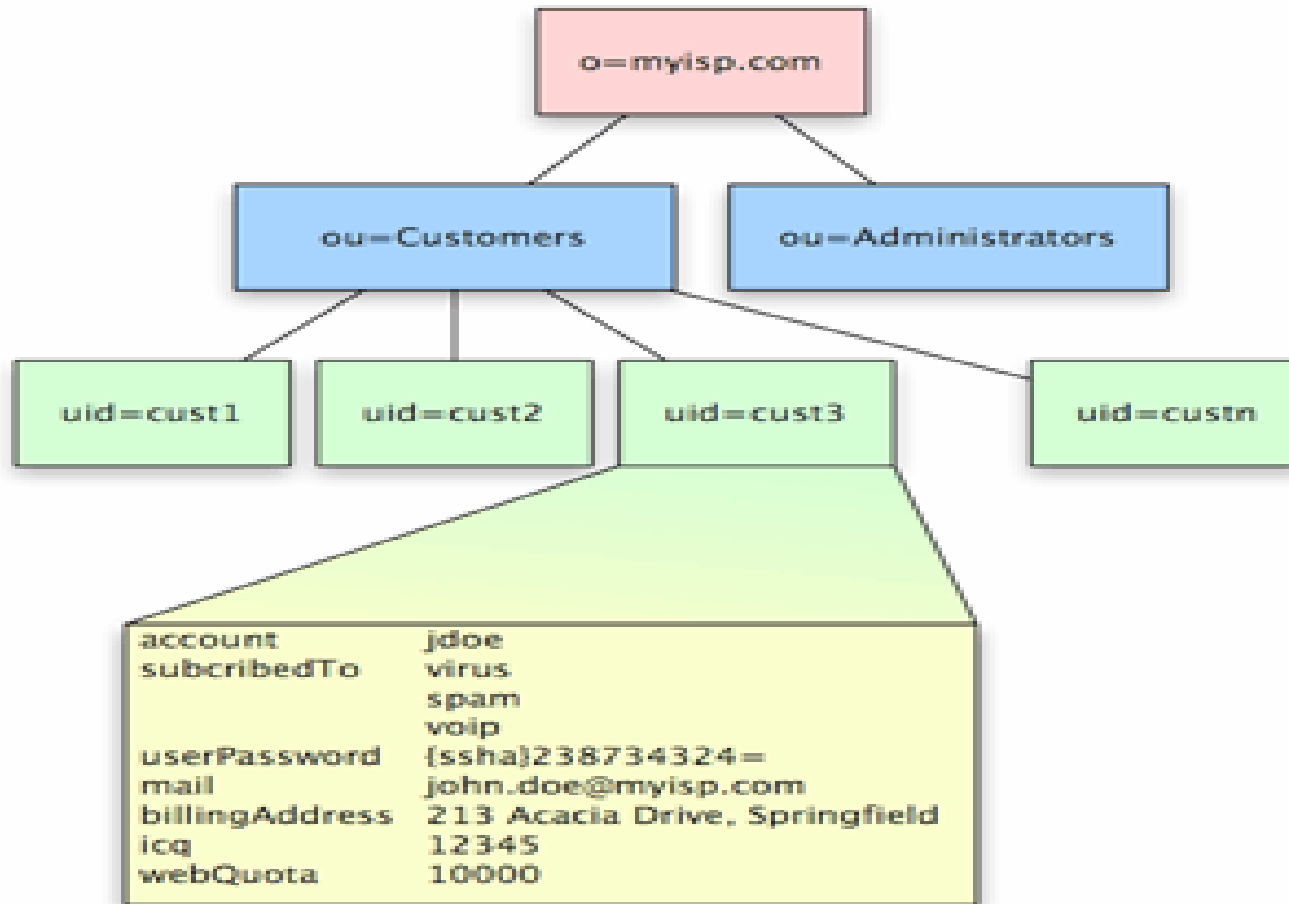 o=myisp.com
ou=Customers
ou=Administrators
uid=cust1
uid=cust2
uid=cust3
uid=custn
account jdoe
subcribedTo virus
spam
voip
userPassword {ssha}238734324=
mail john.doe@myisp.com
billingAddress 213 Acacia Drive, Springfield
icq 12345
webQuota 10000